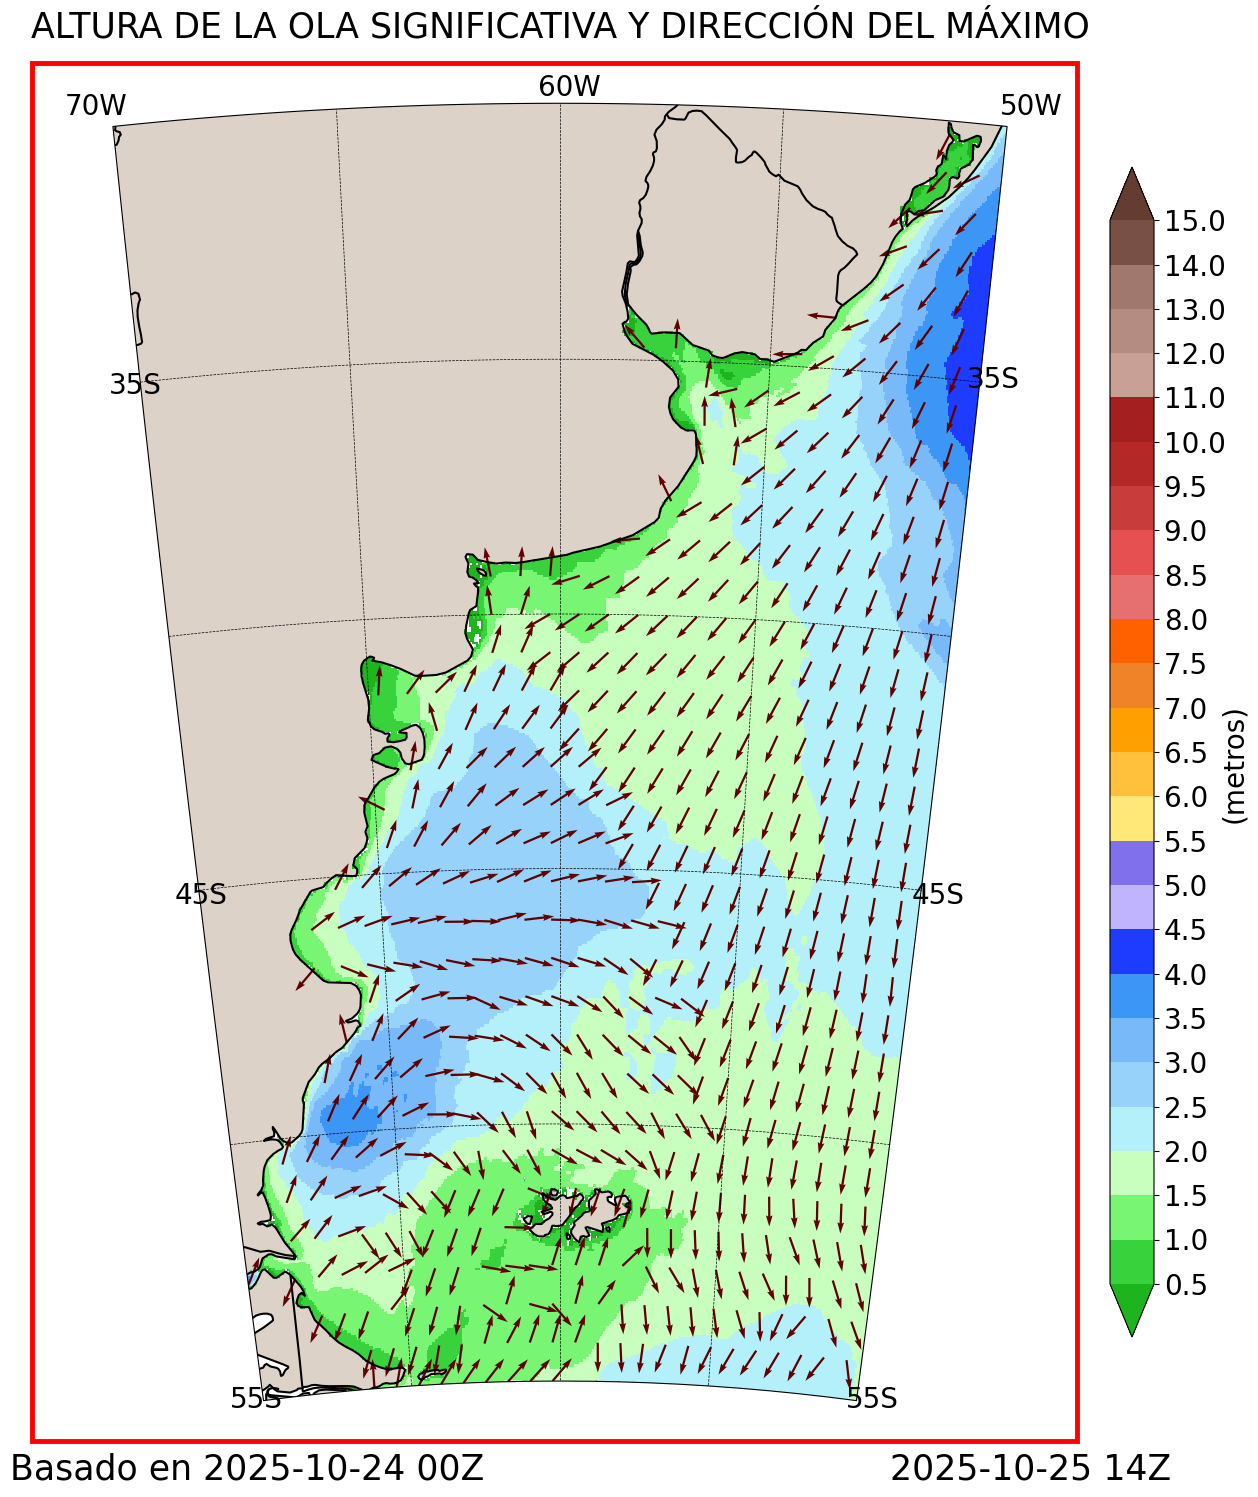 ALTURA DE LA OLA SIGNIFICATIVA Y DIRECCIÓN DEL MÁXIMO
70W
60W
50W
35S
35S
45S
45S
55S
55S
15.0
14.0
13.0
12.0
11.0
10.0
9.5
9.0
8.5
8.0
7.5
7.0
6.5
6.0
5.5
5.0
4.5
4.0
3.5
3.0
2.5
2.0
1.5
1.0
0.5
(metros)
Basado en 2025-10-24 00Z
2025-10-25 14Z